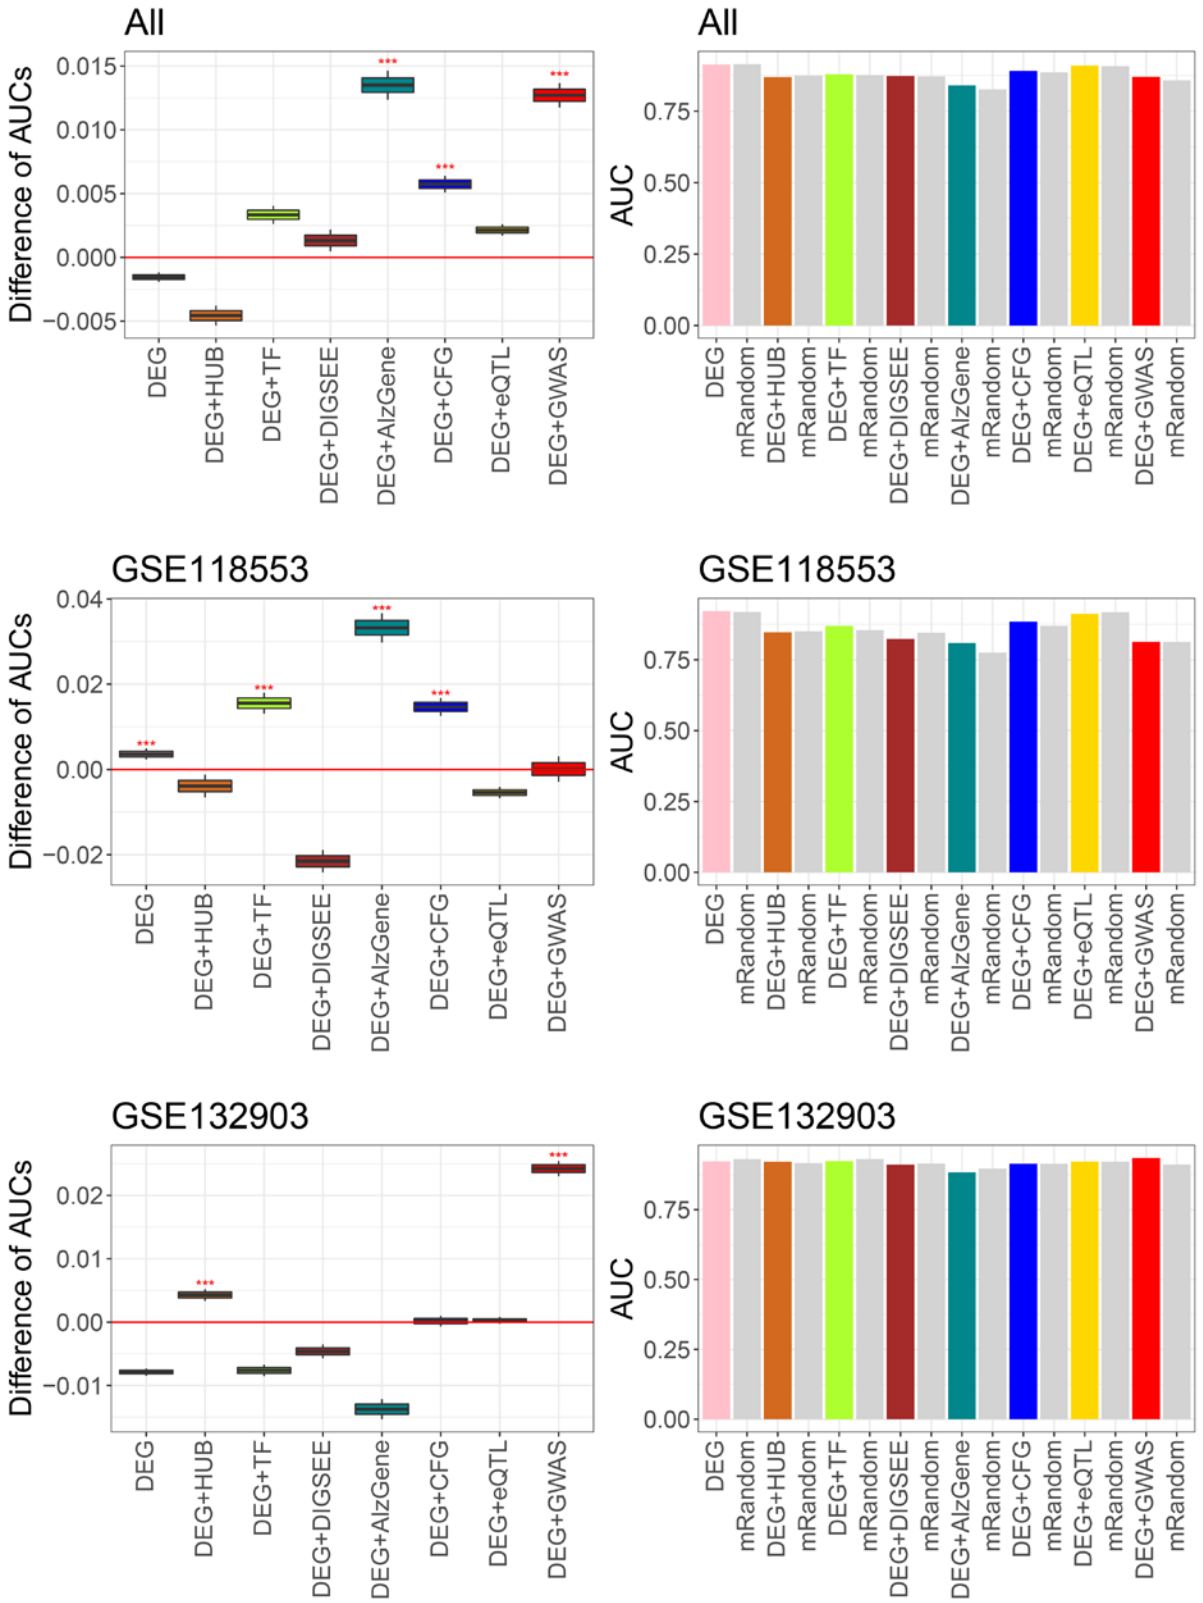 All
All
Difference of AUCs
0.015
0.010
0.005
0.000
−0.005
***
***
***
DEG
DEG+HUB
DEG+TF
DEG+DIGSEE
DEG+AlzGene
DEG+CFG
DEG+eQTL
DEG+GWAS
AUC
0.75
0.50
0.25
0.00
DEG
mRandom
DEG+HUB
mRandom
DEG+TF
mRandom
DEG+DIGSEE
mRandom
DEG+AlzGene
mRandom
DEG+CFG
mRandom
DEG+eQTL
mRandom
DEG+GWAS
mRandom
GSE118553
GSE118553
Difference of AUCs
0.04
0.02
0.00
−0.02
***
***
***
***
DEG
DEG+HUB
DEG+TF
DEG+DIGSEE
DEG+AlzGene
DEG+CFG
DEG+eQTL
DEG+GWAS
AUC
0.75
0.50
0.25
0.00
DEG
mRandom
DEG+HUB
mRandom
DEG+TF
mRandom
DEG+DIGSEE
mRandom
DEG+AlzGene
mRandom
DEG+CFG
mRandom
DEG+eQTL
mRandom
DEG+GWAS
mRandom
GSE132903
GSE132903
Difference of AUCs
0.02
0.01
0.00
−0.01
***
***
DEG
DEG+HUB
DEG+TF
DEG+DIGSEE
DEG+AlzGene
DEG+CFG
DEG+eQTL
DEG+GWAS
AUC
0.75
0.50
0.25
0.00
DEG
mRandom
DEG+HUB
mRandom
DEG+TF
mRandom
DEG+DIGSEE
mRandom
DEG+AlzGene
mRandom
DEG+CFG
mRandom
DEG+eQTL
mRandom
DEG+GWAS
mRandom